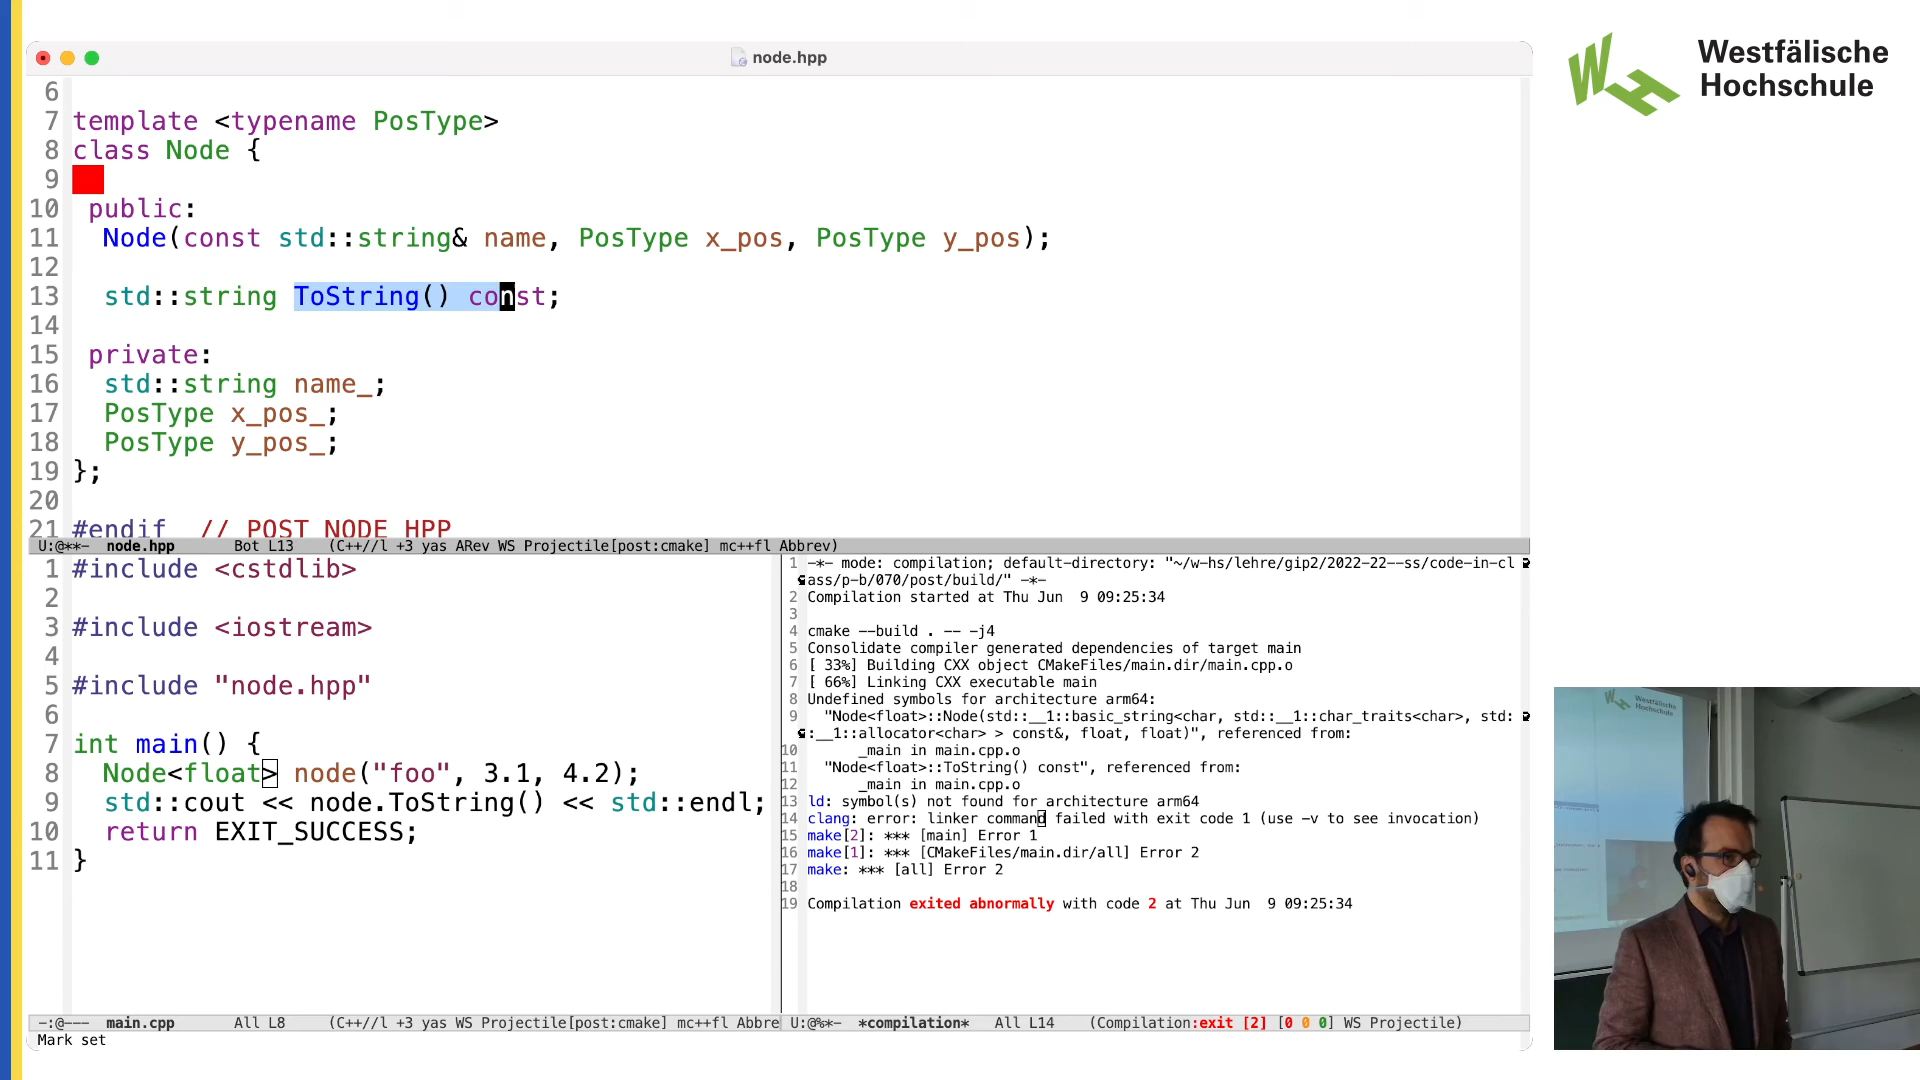 node.hpp
Westfälische
Hochschule
6
7 template <typename PosType>
8 class Node {
9
10 public:
11 Node(const std::string& name, PosType x_pos, PosType y_pos);
12
13 std::string ToString() const;
14
15 private:
16 std::string name_;
17 PosType x_pos_;
18 PosType y_pos_;
19 };
20
21 #endif // POST_NODE_HPP
U:@**- node.hpp Bot L13 (C++//l +3 yas ARev WS Projectile[post:cmake] mc++fl Abbrev)
1 #include <cstdlib>
2
3 #include <iostream>
4
5 #include "node.hpp"
6
7 int main() {
8 Node<float> node("foo", 3.1, 4.2);
9 std::cout << node.ToString() << std::endl;
10 return EXIT_SUCCESS;
11 }
-:@--- main.cpp All L8 (C++//l +3 yas WS Projectile[post:cmake] mc++fl Abbre
1 -*- mode: compilation; default-directory: "~/w-hs/lehre/gip2/2022-22--ss/code-in-cl
ass/p-b/070/post/build/" -*-
2 Compilation started at Thu Jun 9 09:25:34
3
4 cmake --build . -- -j4
5 Consolidate compiler generated dependencies of target main
6 [ 33%] Building CXX object CMakeFiles/main.dir/main.cpp.o
7 [ 66%] Linking CXX executable main
8 Undefined symbols for architecture arm64:
9 "Node<float>::Node(std::__1::basic_string<char, std::__1::char_traits<char>, std:
:__1::allocator<char> > const&, float, float)", referenced from:
10 _main in main.cpp.o
11 "Node<float>::ToString() const", referenced from:
12 _main in main.cpp.o
13 ld: symbol(s) not found for architecture arm64
14 clang: error: linker command failed with exit code 1 (use -v to see invocation)
15 make[2]: *** [main] Error 1
16 make[1]: *** [CMakeFiles/main.dir/all] Error 2
17 make: *** [all] Error 2
18
19 Compilation exited abnormally with code 2 at Thu Jun 9 09:25:34
U:@%*- *compilation* All L14 (Compilation:exit [2] [0 0 0] WS Projectile)
Mark set
Westfälische
Hochschule